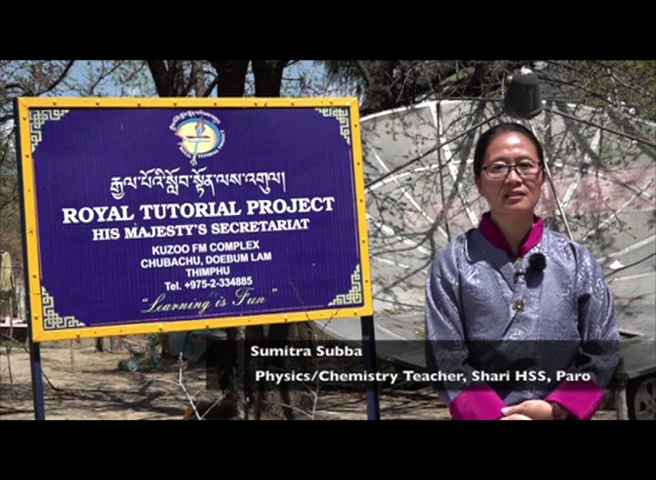 རྒྱལ་པོའི་སློབ་སྟོན་ལས་འགུལ།
ROYAL TUTORIAL PROJECT
HIS MAJESTY'S SECRETARIAT
KUZOO FM COMPLEX
CHUBACHU, DOEBUM LAM
THIMPHU
Tel. +975-2-334885
"Learning is Fun"
Sumitra Subba
Physics/Chemistry Teacher, Shari HSS, Paro